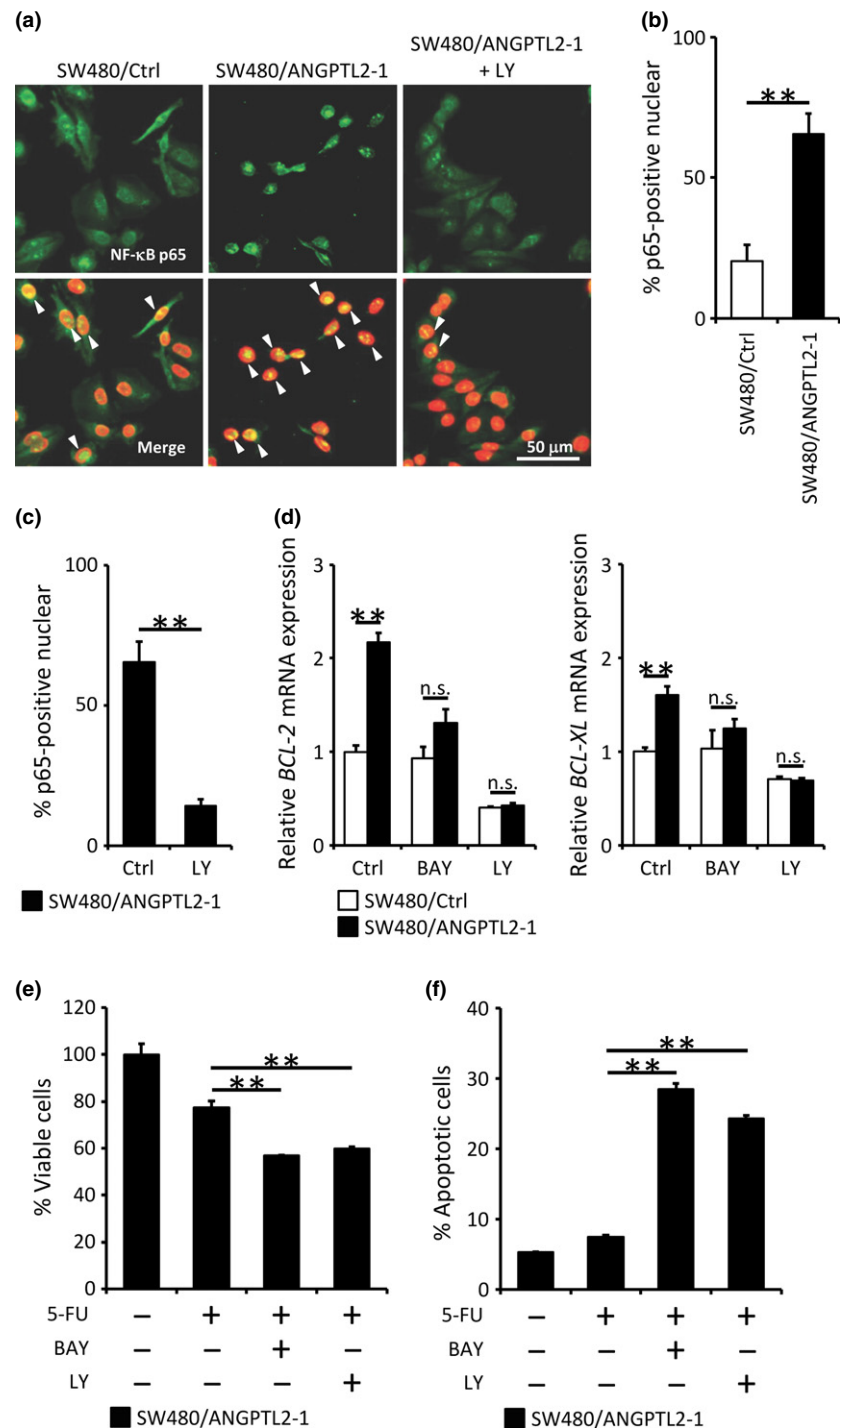 (a)
SW480/Ctrl
SW480/ANGPTL2-1
SW480/ANGPTL2-1
+ LY
NF-κB p65
Merge
50 μm
(b)
100
50
0
% p65-positive nuclear
**
SW480/Ctrl
SW480/ANGPTL2-1
(c)
100
50
0
% p65-positive nuclear
**
Ctrl LY
SW480/ANGPTL2-1
(d)
3
2
1
0
Relative BCL-2 mRNA expression
**
n.s.
n.s.
Ctrl BAY LY
3
2
1
0
Relative BCL-XL mRNA expression
**
n.s.
n.s.
Ctrl BAY LY
SW480/Ctrl
SW480/ANGPTL2-1
(e)
120
100
80
60
40
20
0
% Viable cells
**
**
5-FU − + + +
BAY − − + −
LY − − − +
SW480/ANGPTL2-1
(f)
40
30
20
10
0
% Apoptotic cells
**
**
− + + +
− − + −
− − − +
SW480/ANGPTL2-1